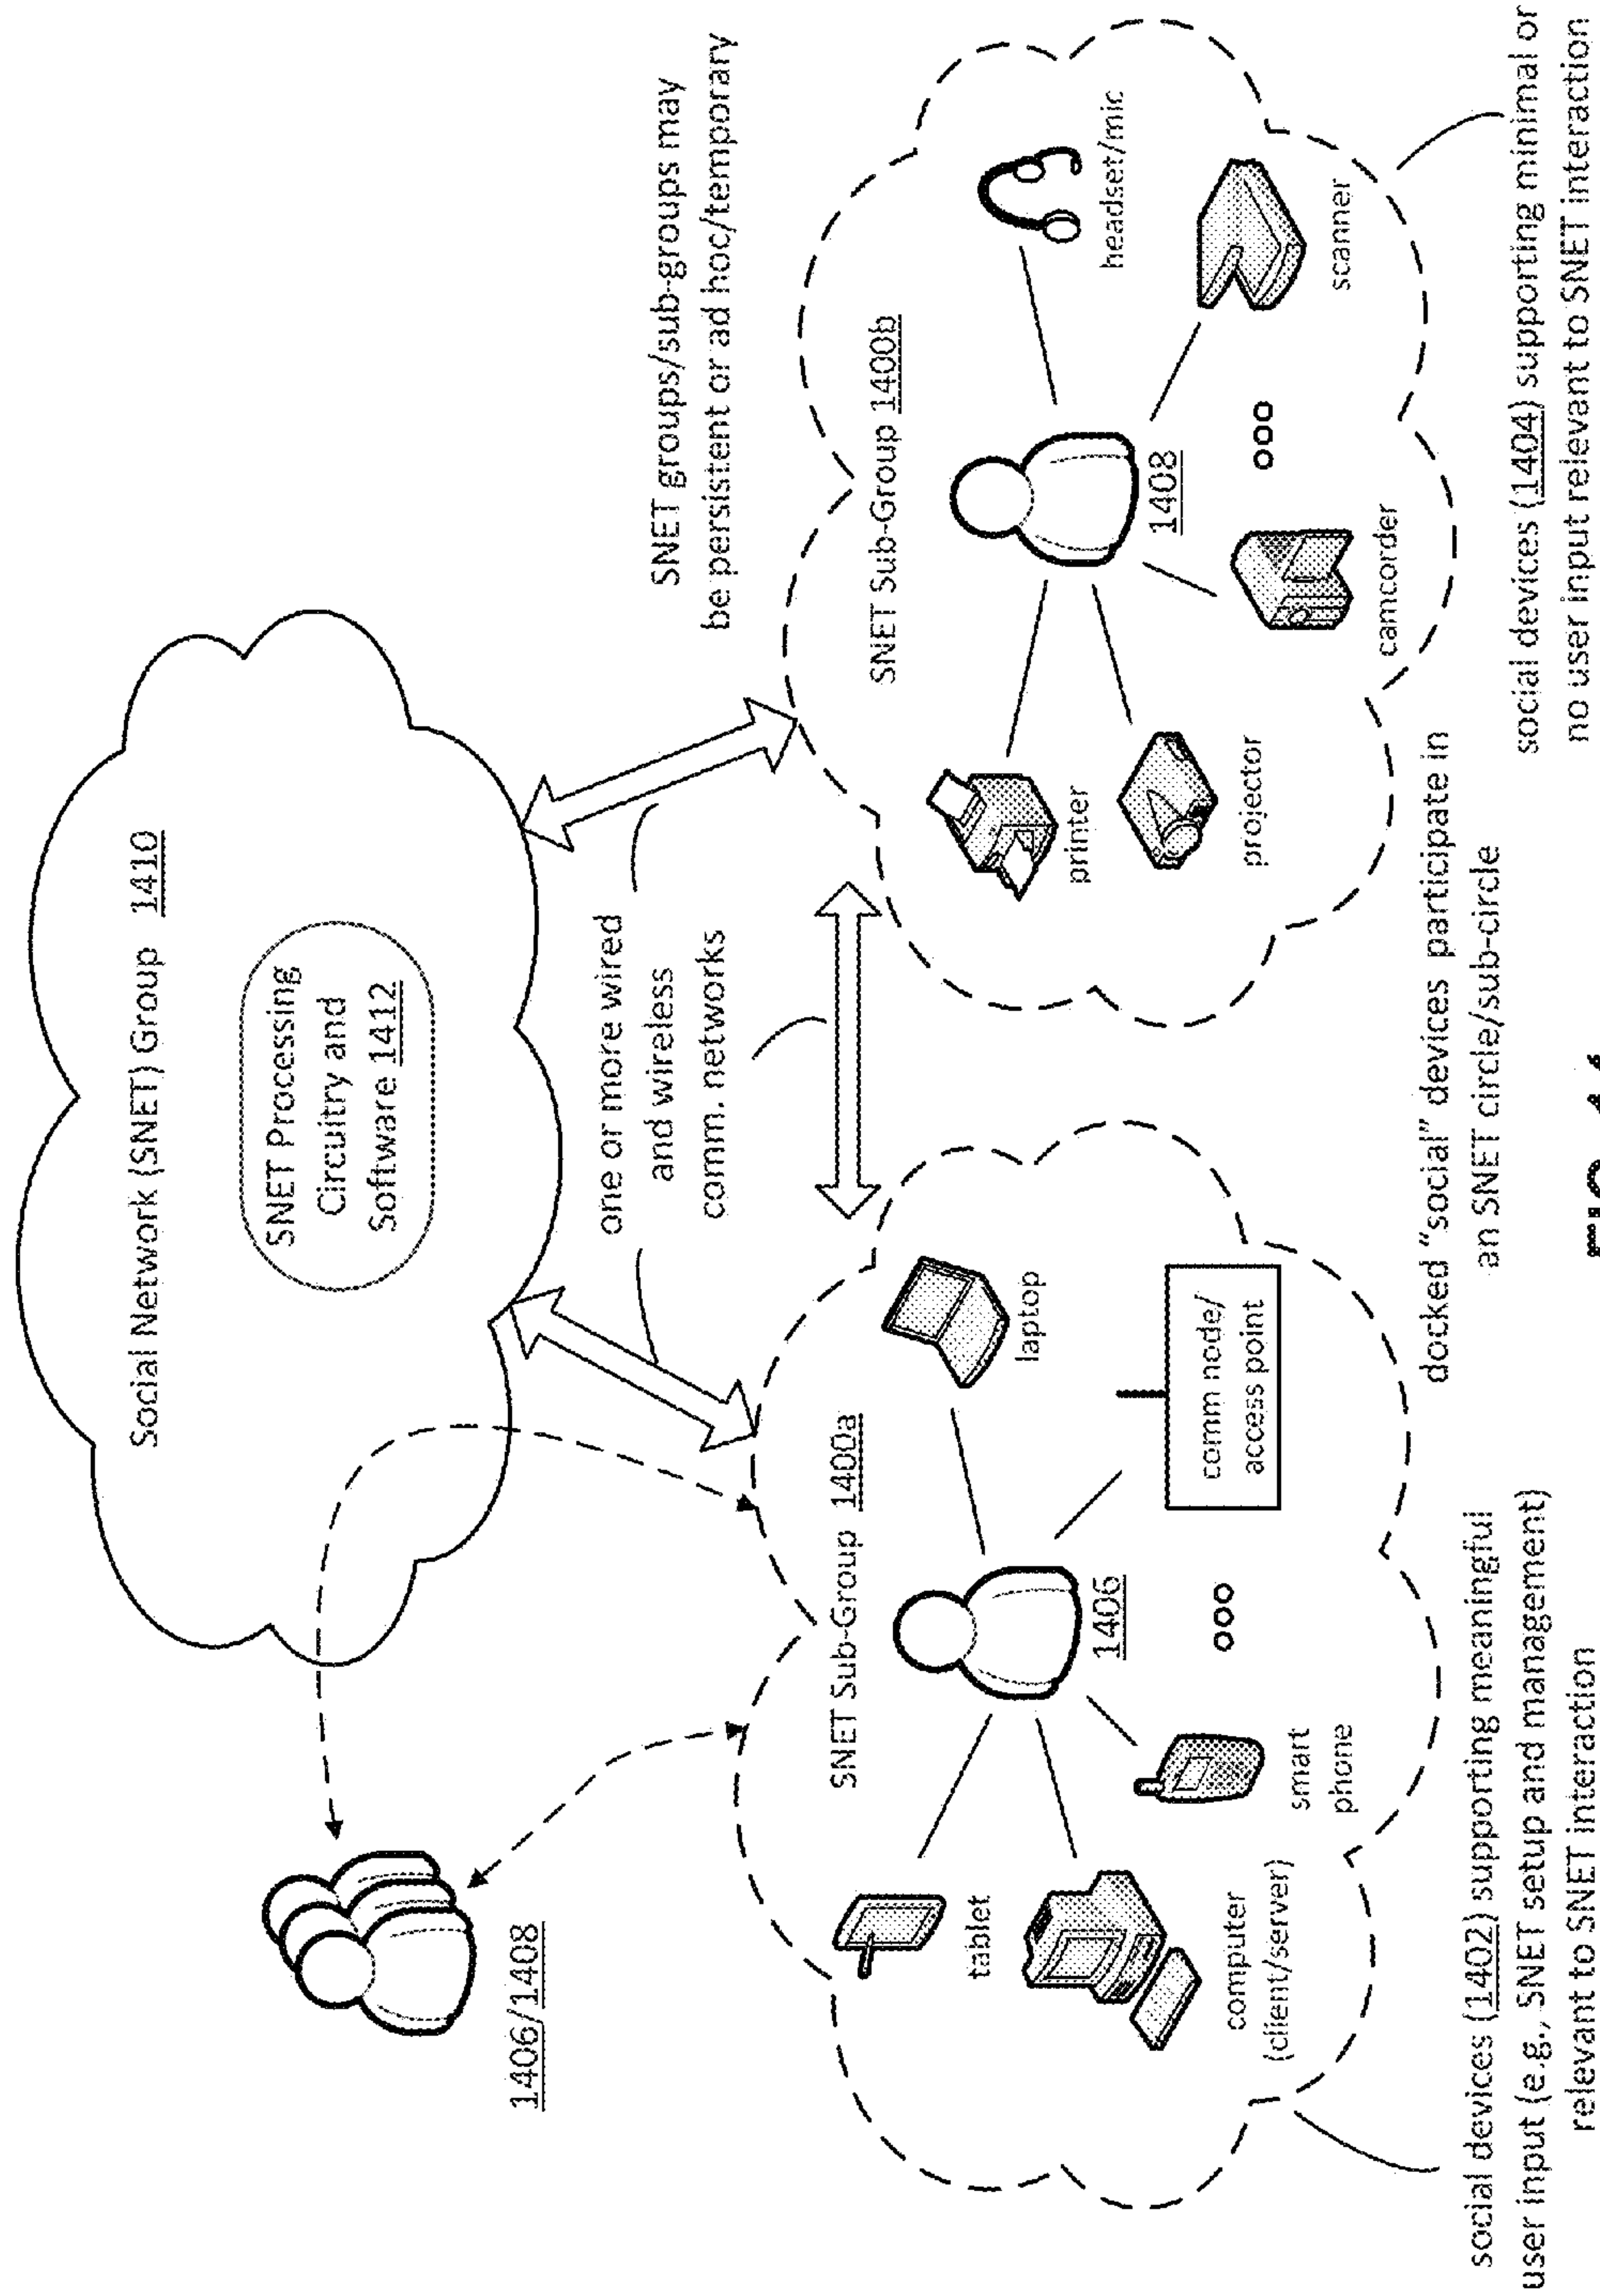 Social Network (SNET) Group 1410
SNET Processing
Circuitry and
Software 1412
1406/1408
one or more wired
and wireless
comm. networks
SNET groups/sub-groups may
be persistent or ad hoc/temporary
SNET Sub-Group 1400a
tablet
computer
(client/server)
smart
phone
1406
laptop
comm node/
access point
SNET Sub-Group 1400b
printer
projector
camcorder
1408
headset/mic
scanner
docked “social” devices participate in
an SNET circle/sub-circle
social devices (1402) supporting meaningful
user input (e.g., SNET setup and management)
relevant to SNET interaction
social devices (1404) supporting minimal or
no user input relevant to SNET interaction